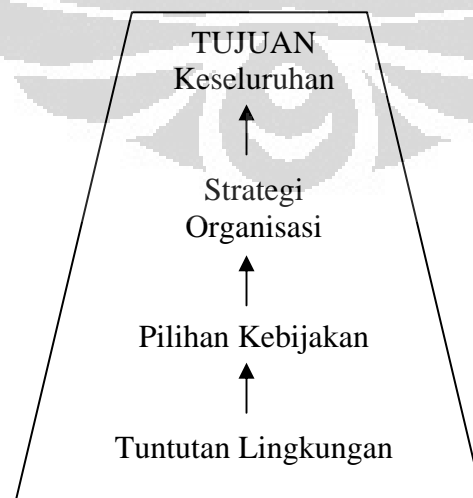 TUJUAN
Keseluruhan
Strategi
Organisasi
Pilihan Kebijakan
Tuntutan Lingkungan